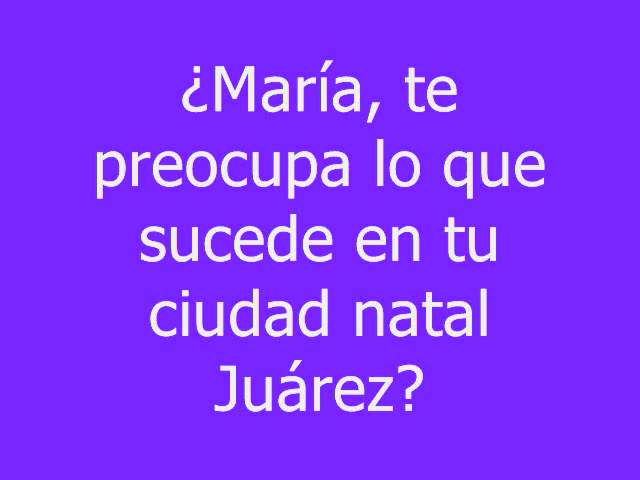 ¿María, te
preocupa lo que
sucede en tu
ciudad natal
Juárez?